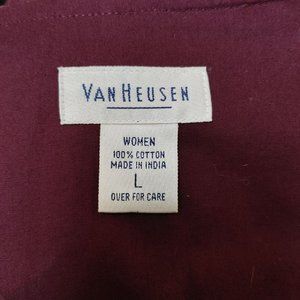 VAN HEUSEN
WOMEN
100% COTTON
MADE IN INDIA
L
OVER FOR CARE